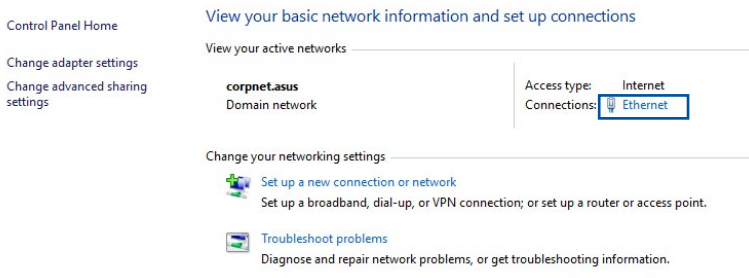 View your basic network information and set up connections
Control Panel Home
View your active networks
Change adapter settings
Change advanced sharing
settings
corpnet.asus
Domain network
Access type: Internet
Connections: Ethernet
Change your networking settings
Set up a new connection or network
Set up a broadband, dial-up, or VPN connection; or set up a router or access point.
Troubleshoot problems
Diagnose and repair network problems, or get troubleshooting information.